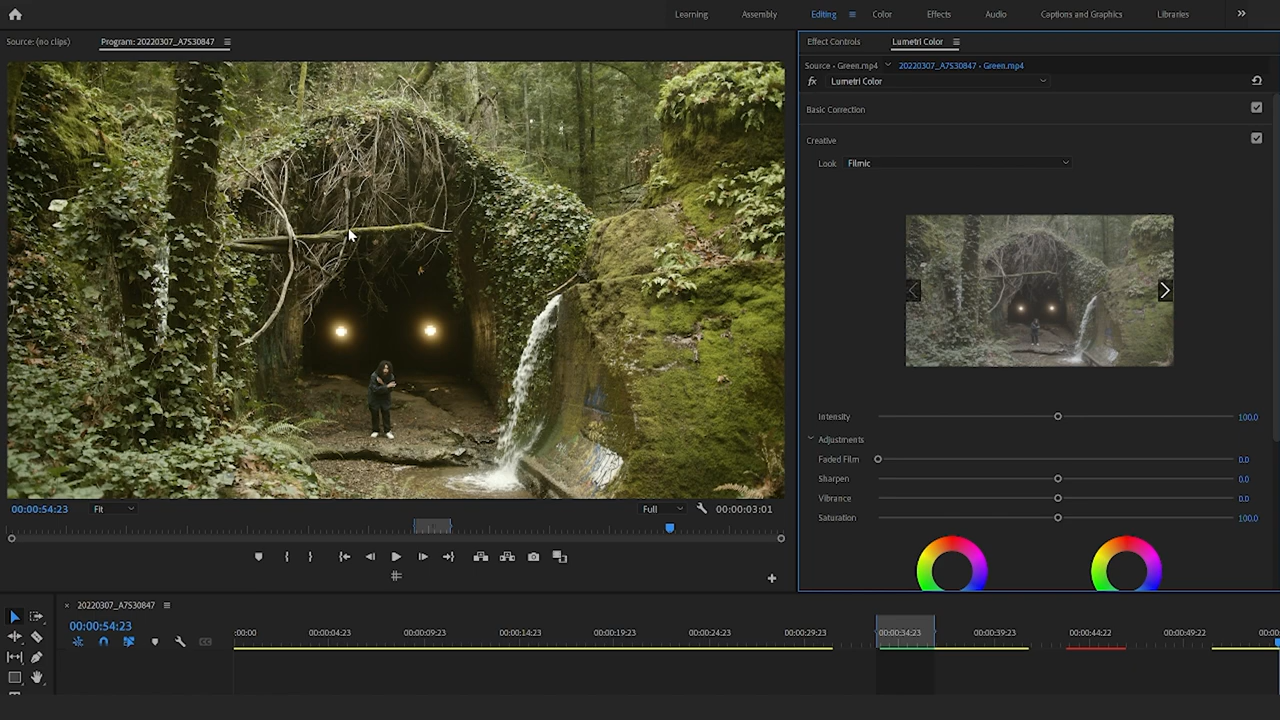 Learning Assembly Editing Color Effects Audio Captions and Graphics Libraries
Source: (no clips) Program: 20220307_A7S30847
Effect Controls Lumetri Color
Source • Green.mp4 20220307_A7S30847 • Green.mp4
fx Lumetri Color
Basic Correction
Creative
Look Filmic
Intensity 100.0
Adjustments
Faded Film 0.0
Sharpen 0.0
Vibrance 0.0
Saturation 100.0
00:00:54:23 Fit Full 00:00:03:01
× 20220307_A7S30847
00:00:54:23
:00:00 00:00:04:23 00:00:09:23 00:00:14:23 00:00:19:23 00:00:24:23 00:00:29:23 00:00:34:23 00:00:39:23 00:00:44:22 00:00:49:22 00:00: